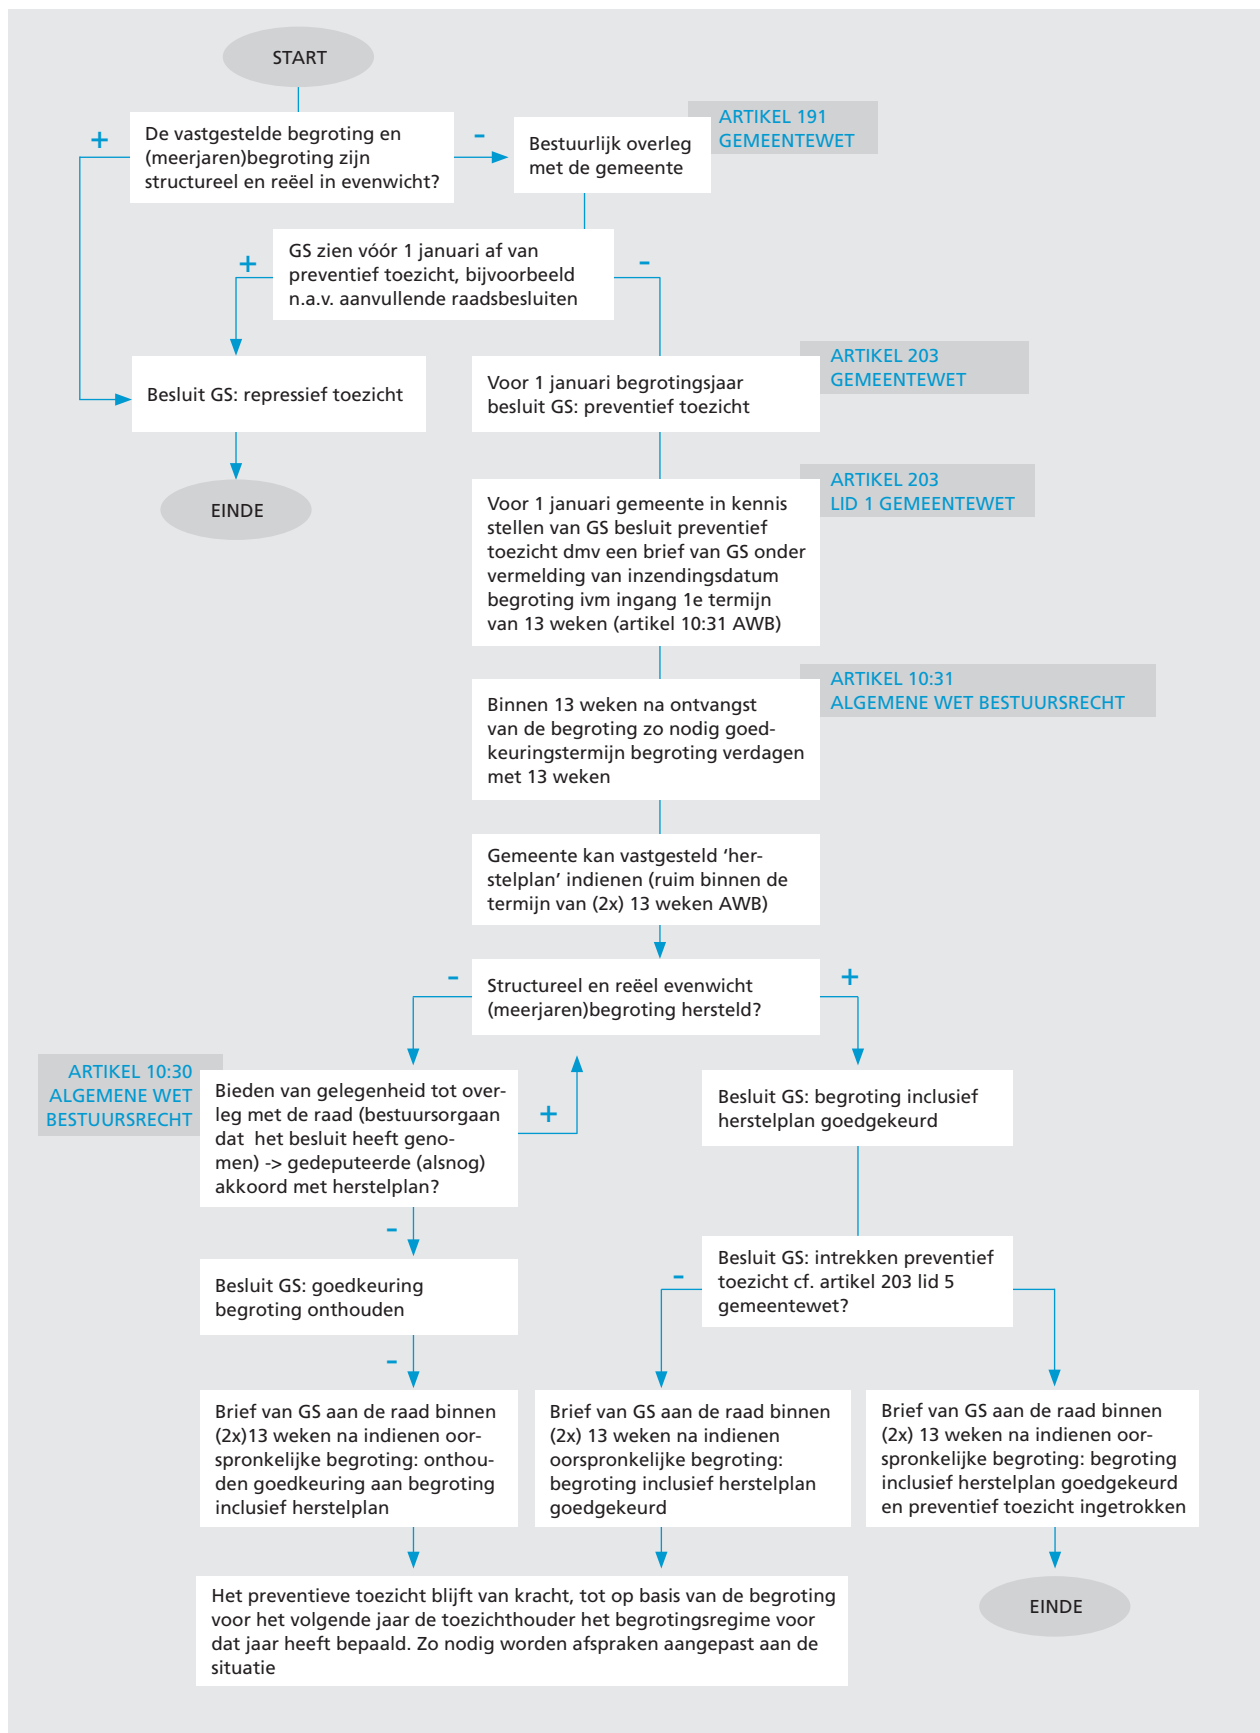 START
+
De vastgestelde begroting en
(meerjaren)begroting zijn
structureel en reëel in evenwicht?
-
Bestuurlijk overleg
met de gemeente
ARTIKEL 191
GEMEENTEWET
+
GS zien vóór 1 januari af van
preventief toezicht, bijvoorbeeld
n.a.v. aanvullende raadsbesluiten
-
Besluit GS: repressief toezicht
EINDE
Voor 1 januari begrotingsjaar
besluit GS: preventief toezicht
ARTIKEL 203
GEMEENTEWET
Voor 1 januari gemeente in kennis
stellen van GS besluit preventief
toezicht dmv een brief van GS onder
vermelding van inzendingsdatum
begroting ivm ingang 1e termijn
van 13 weken (artikel 10:31 AWB)
ARTIKEL 203
LID 1 GEMEENTEWET
Binnen 13 weken na ontvangst
van de begroting zo nodig goed-
keuringstermijn begroting verdagen
met 13 weken
ARTIKEL 10:31
ALGEMENE WET BESTUURSRECHT
Gemeente kan vastgesteld ‘her-
stelplan’ indienen (ruim binnen de
termijn van (2x) 13 weken AWB)
-
Structureel en reëel evenwicht
(meerjaren)begroting hersteld?
+
ARTIKEL 10:30
ALGEMENE WET
BESTUURSRECHT
Bieden van gelegenheid tot over-
leg met de raad (bestuursorgaan
dat het besluit heeft geno-
men) -> gedeputeerde (alsnog)
akkoord met herstelplan?
+
Besluit GS: begroting inclusief
herstelplan goedgekeurd
-
Besluit GS: goedkeuring
begroting onthouden
-
Besluit GS: intrekken preventief
toezicht cf. artikel 203 lid 5
gemeentewet?
-
Brief van GS aan de raad binnen
(2x)13 weken na indienen oor-
spronkelijke begroting: onthou-
den goedkeuring aan begroting
inclusief herstelplan
Brief van GS aan de raad binnen
(2x) 13 weken na indienen
oorspronkelijke begroting:
begroting inclusief herstelplan
goedgekeurd
Brief van GS aan de raad binnen
(2x) 13 weken na indienen oor-
spronkelijke begroting: begroting
inclusief herstelplan goedgekeurd
en preventief toezicht ingetrokken
Het preventieve toezicht blijft van kracht, tot op basis van de begroting
voor het volgende jaar de toezichthouder het begrotingsregime voor
dat jaar heeft bepaald. Zo nodig worden afspraken aangepast aan de
situatie
EINDE